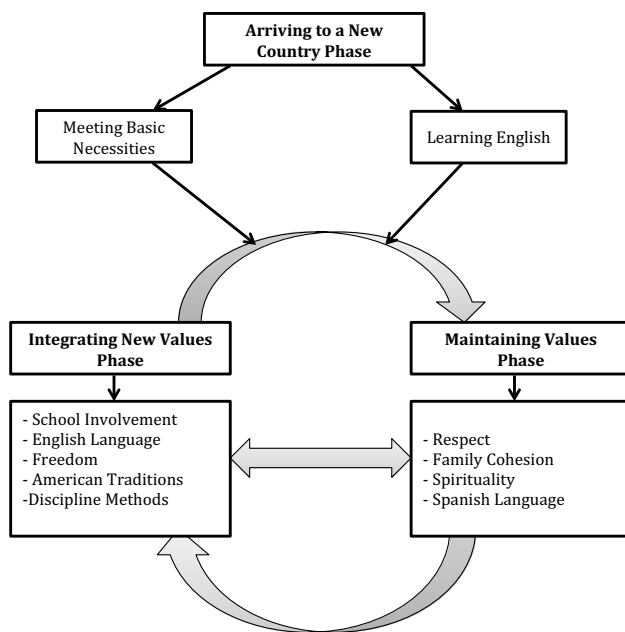 Arriving to a New
Country Phase
Meeting Basic
Necessities
Learning English
Integrating New Values
Phase
Maintaining Values
Phase
- School Involvement
- English Language
- Freedom
- American Traditions
-Discipline Methods
- Respect
- Family Cohesion
- Spirituality
- Spanish Language